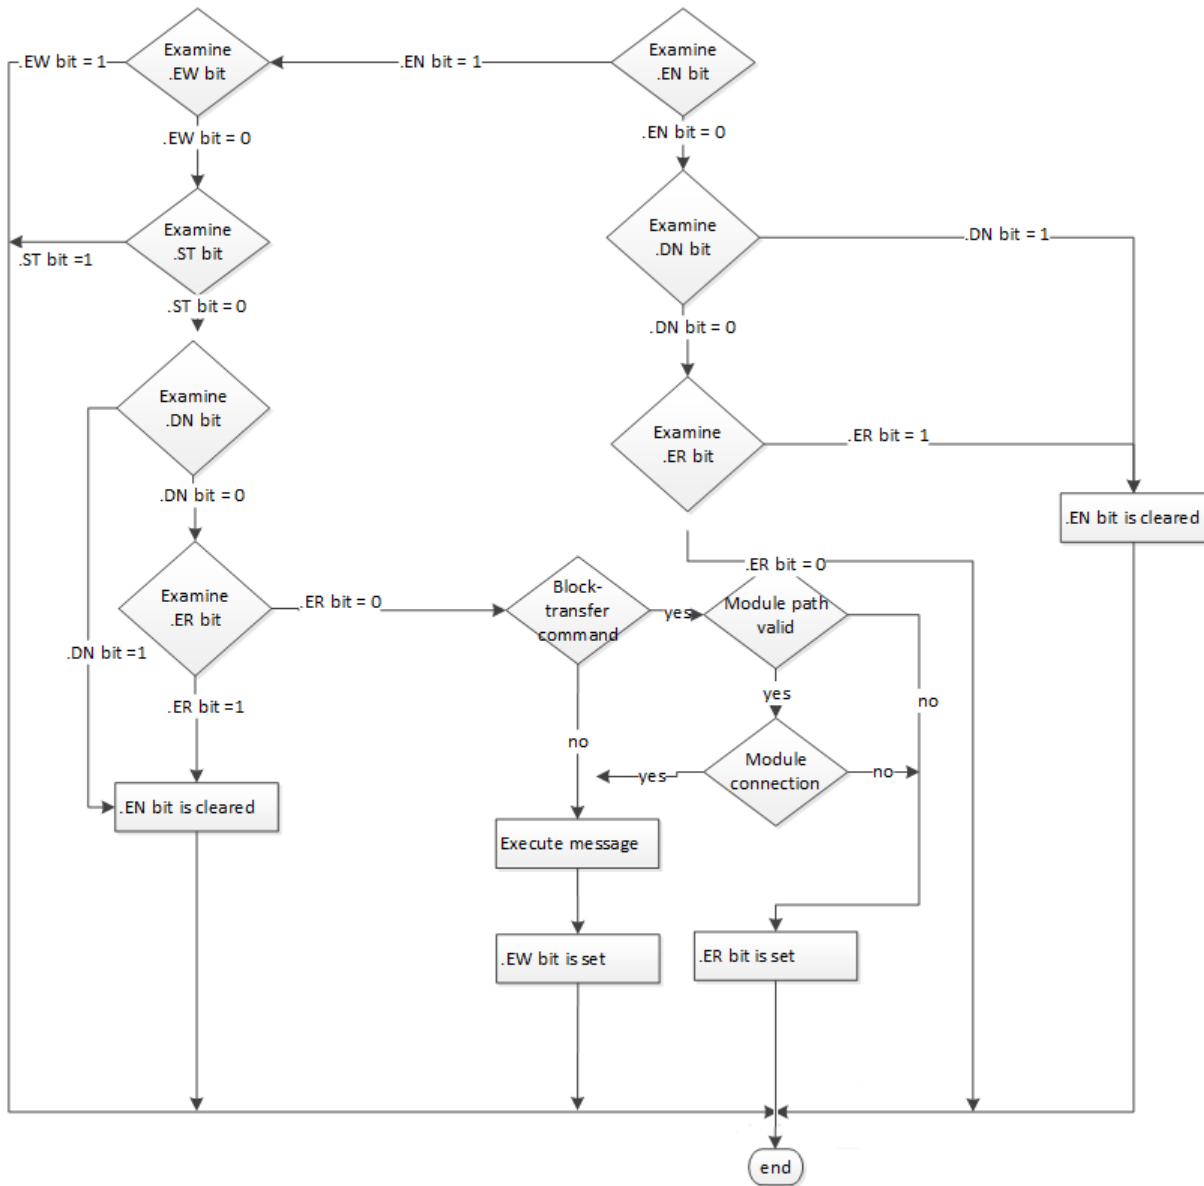 Examine
.EW bit
.EW bit = 1
.EN bit = 1
Examine
.EN bit
.EW bit = 0
.EN bit = 0
Examine
.ST bit
.ST bit =1
Examine
.DN bit
.DN bit = 1
.ST bit = 0
.DN bit = 0
Examine
.DN bit
Examine
.ER bit
.ER bit = 1
.DN bit = 0
.EN bit is cleared
Examine
.ER bit
.ER bit = 0
Block-
transfer
command
yes
.ER bit = 0
Module path
valid
.DN bit =1
.ER bit =1
no
yes
no
Module
connection
yes
no
.EN bit is cleared
Execute message
.EW bit is set
.ER bit is set
end